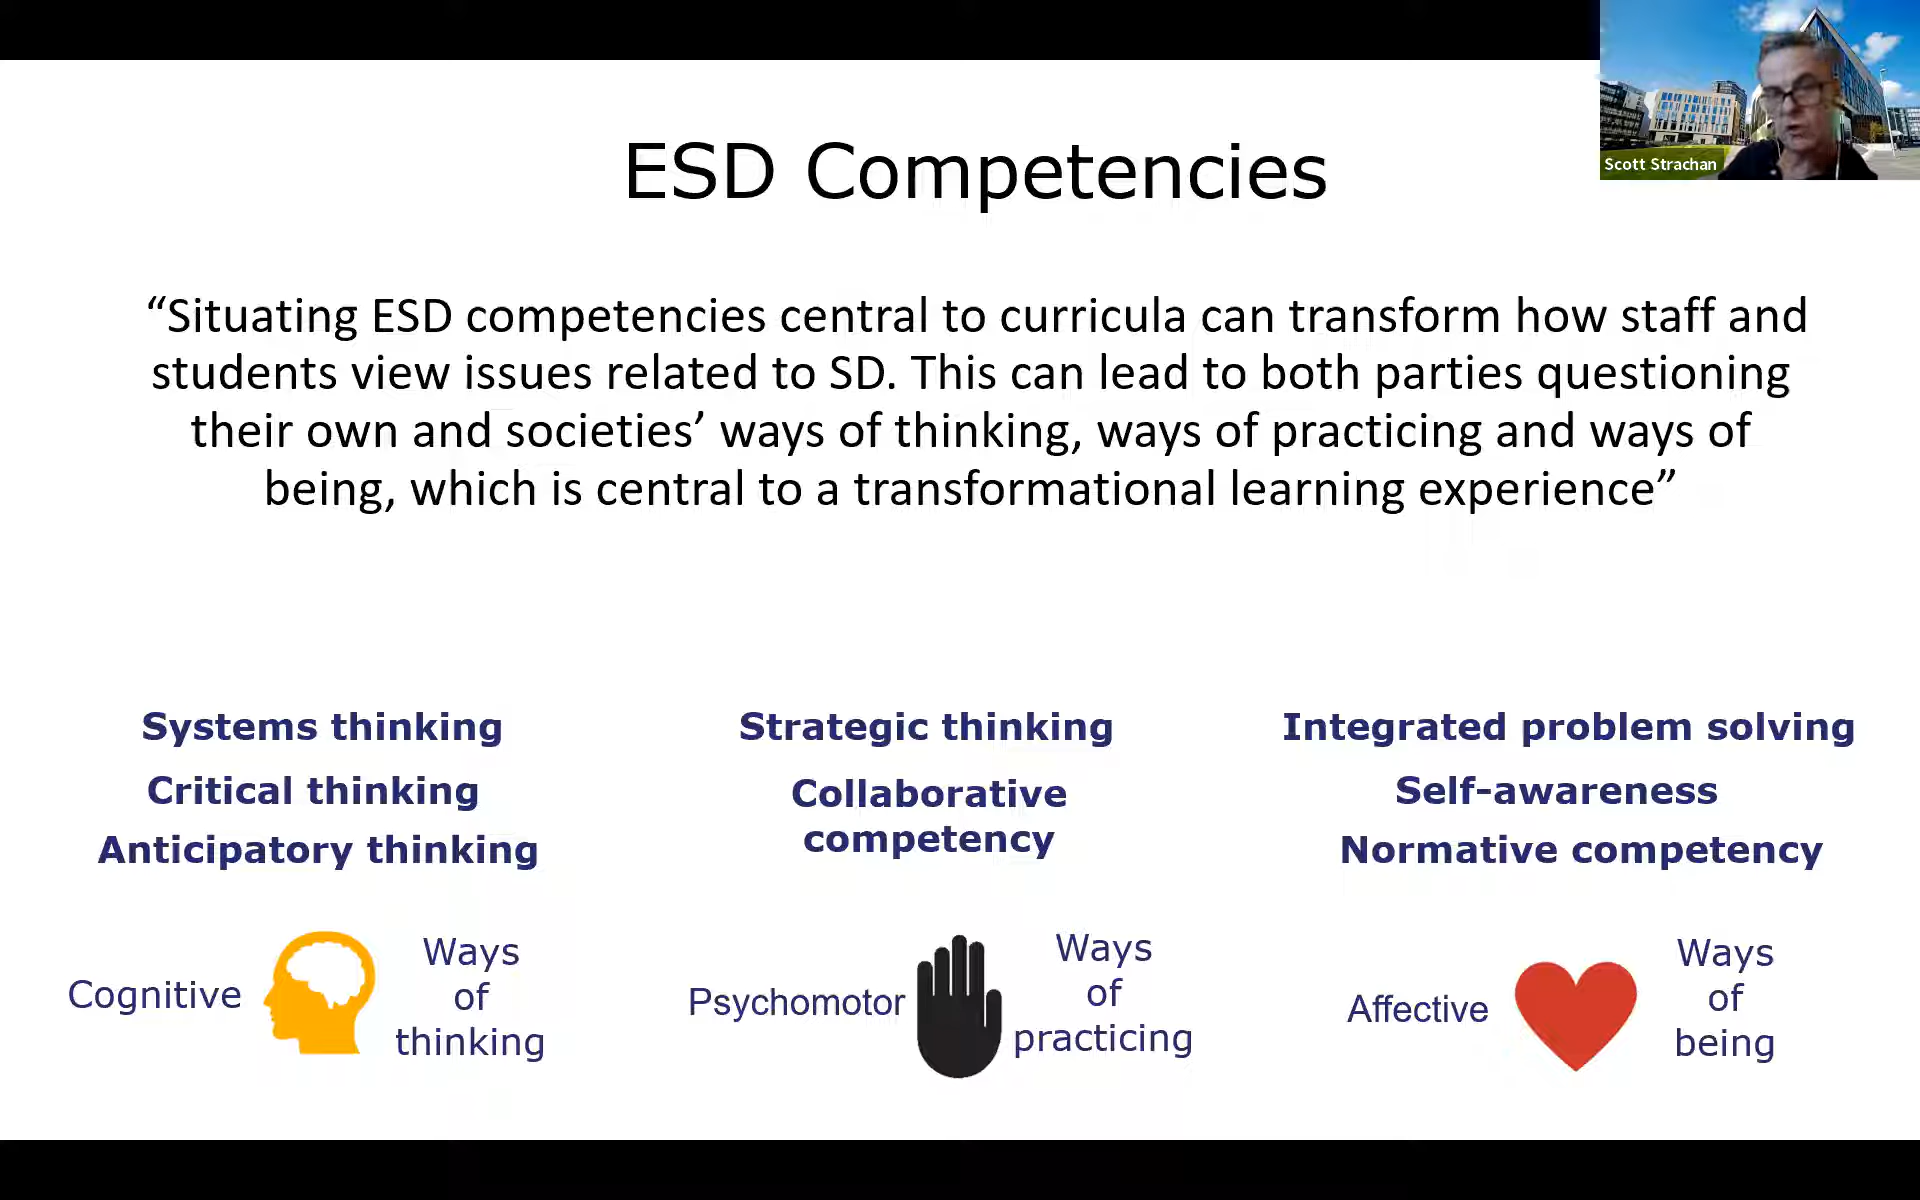 Scott Strachan
ESD Competencies
“Situating ESD competencies central to curricula can transform how staff and
students view issues related to SD. This can lead to both parties questioning
their own and societies’ ways of thinking, ways of practicing and ways of
being, which is central to a transformational learning experience”
Systems thinking
Critical thinking
Anticipatory thinking
Cognitive
Ways
of
thinking
Strategic thinking
Collaborative
competency
Psychomotor
Ways
of
practicing
Integrated problem solving
Self-awareness
Normative competency
Affective
Ways
of
being